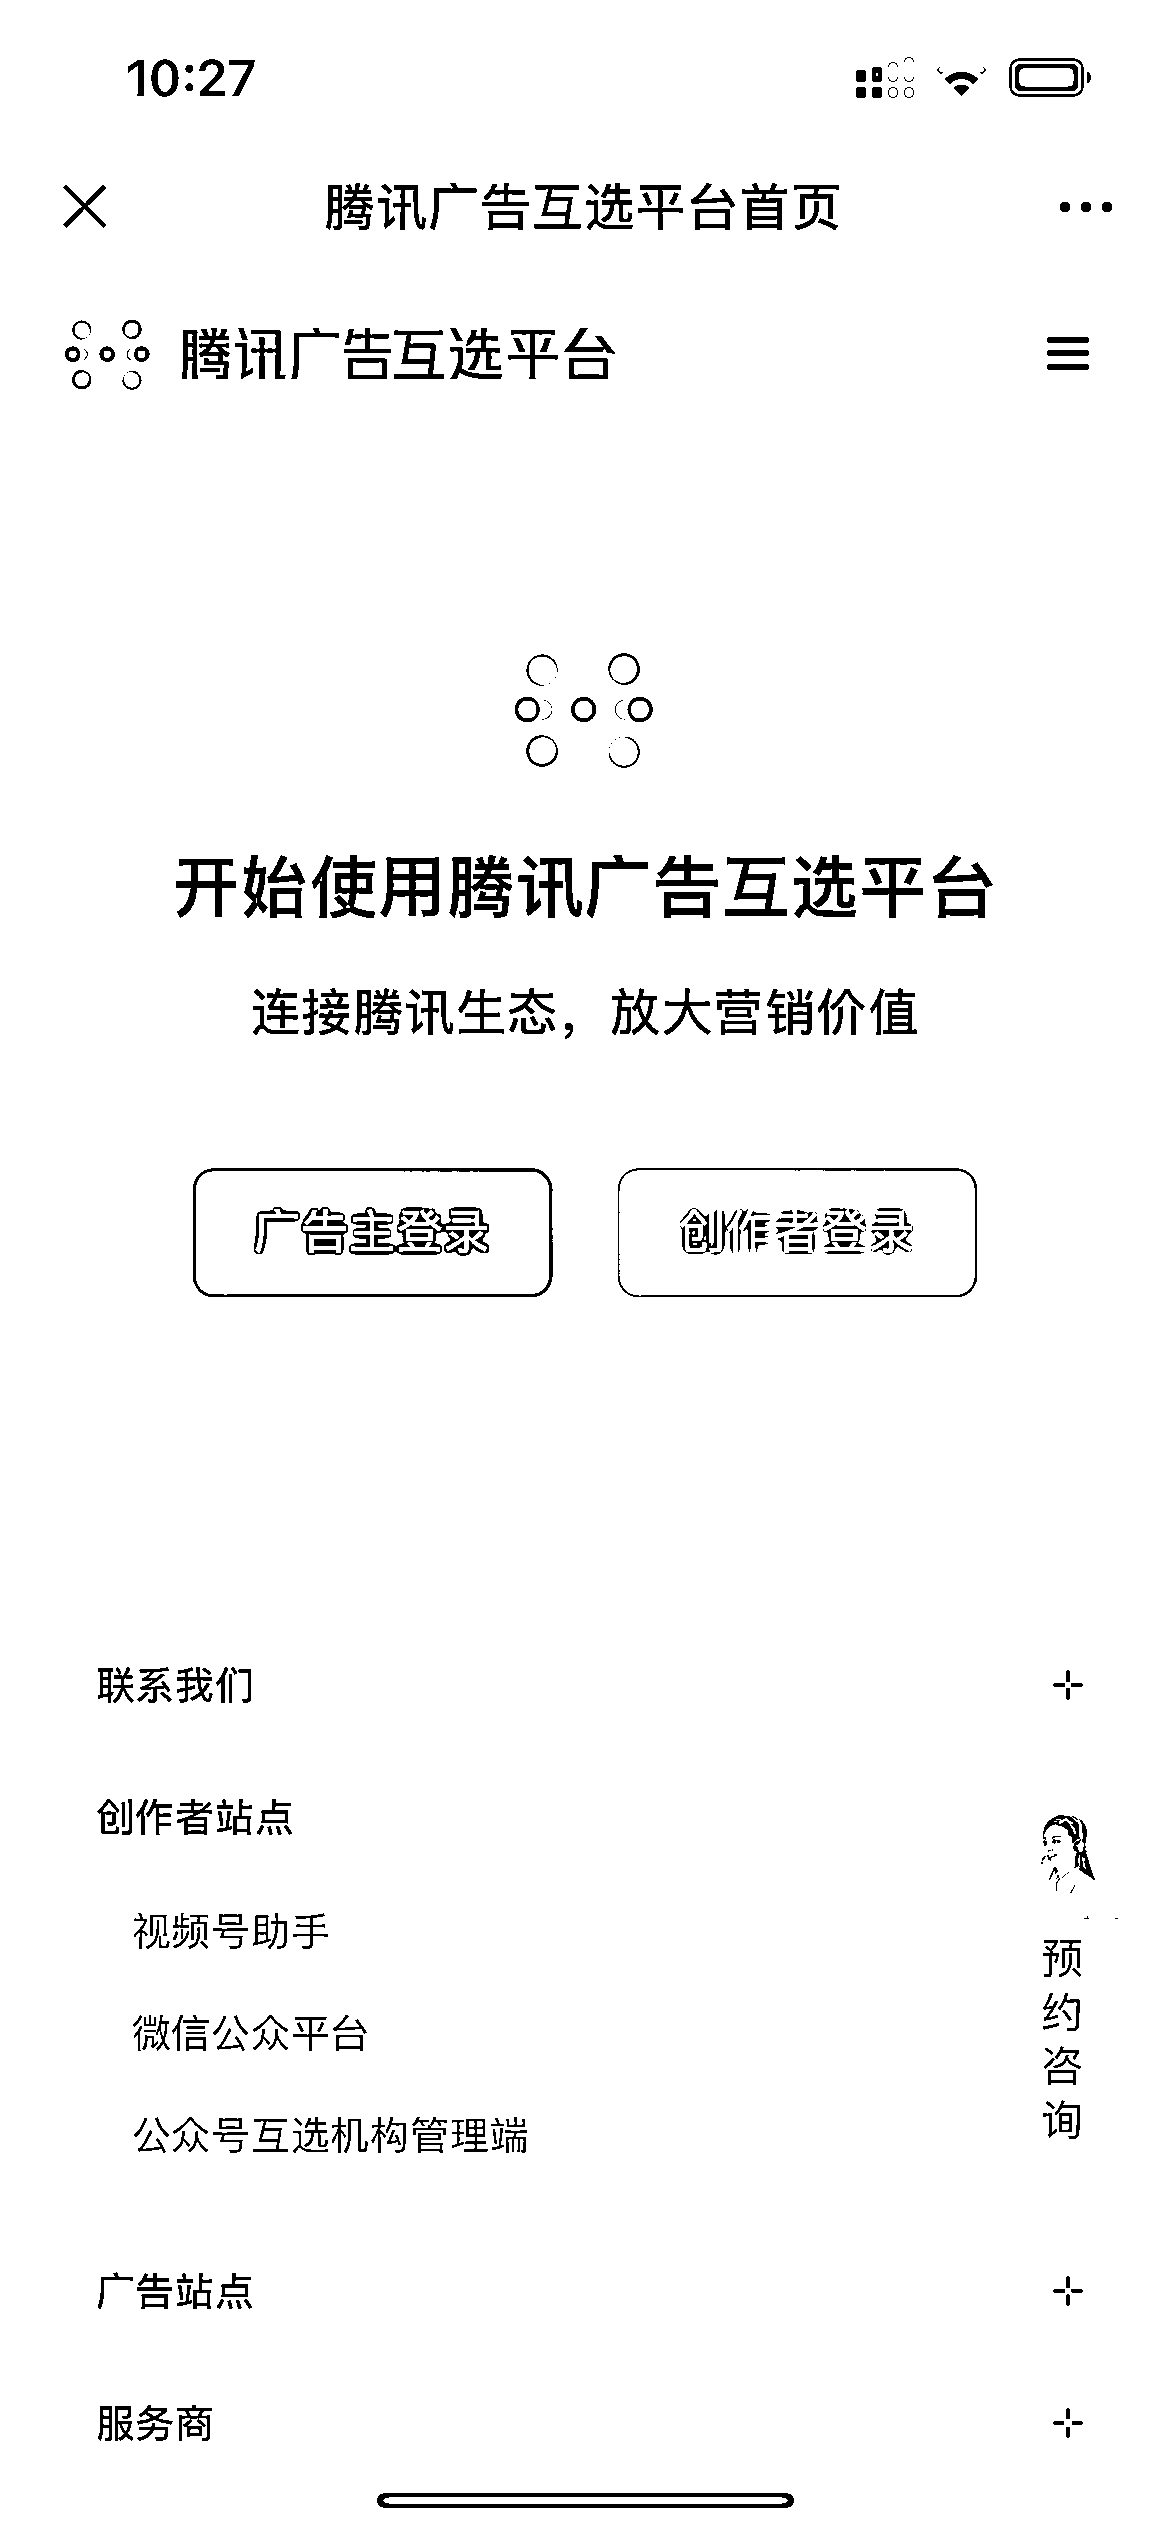 10:27
腾讯广告互选平台首页
腾讯广告互选平台
开始使用腾讯广告互选平台
连接腾讯生态，放大营销价值
广告主登录
创作者登录
联系我们
创作者站点
视频号助手
微信公众平台
公众号互选机构管理端
预约咨询
广告站点
服务商